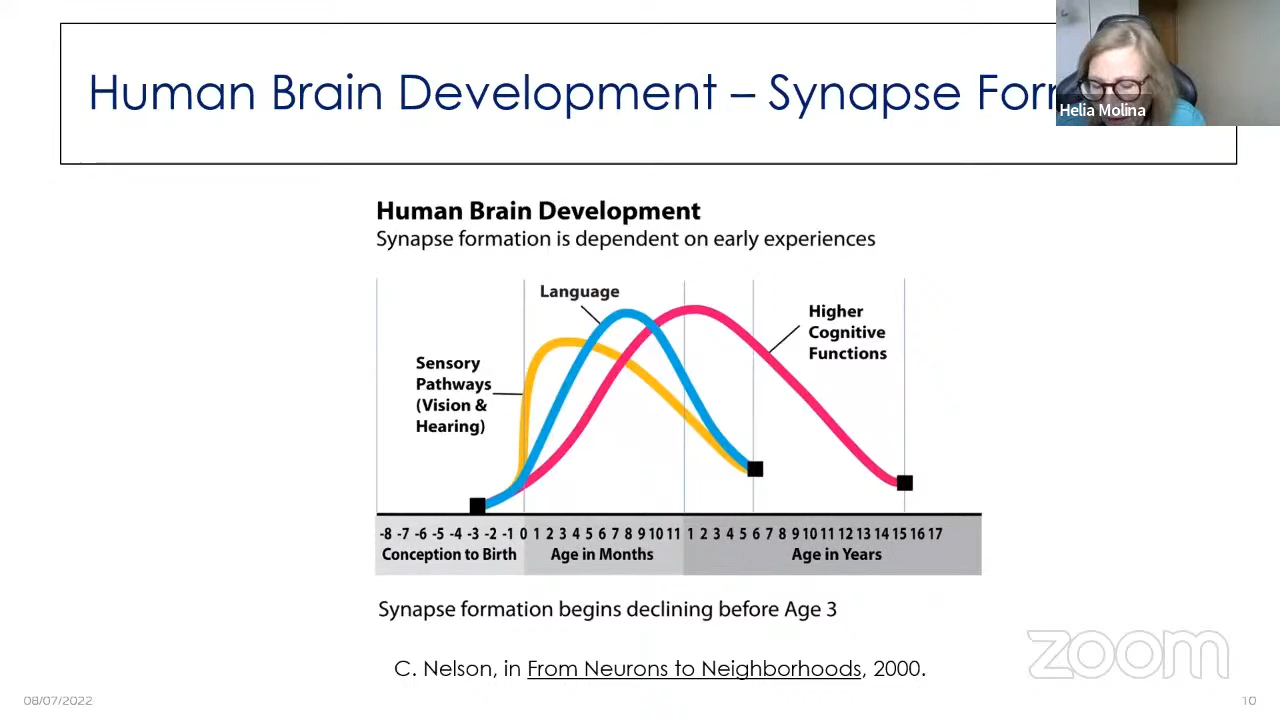 Human Brain Development – Synapse For
Helia Molina
Human Brain Development
Synapse formation is dependent on early experiences
Language
Higher
Cognitive
Functions
Sensory
Pathways
(Vision &
Hearing)
-8 -7 -6 -5 -4 -3 -2 -1 0 1 2 3 4 5 6 7 8 9 10 11 1 2 3 4 5 6 7 8 9 10 11 12 13 14 15 16 17
Conception to Birth Age in Months Age in Years
Synapse formation begins declining before Age 3
C. Nelson, in From Neurons to Neighborhoods, 2000.
zoom
08/07/2022
10